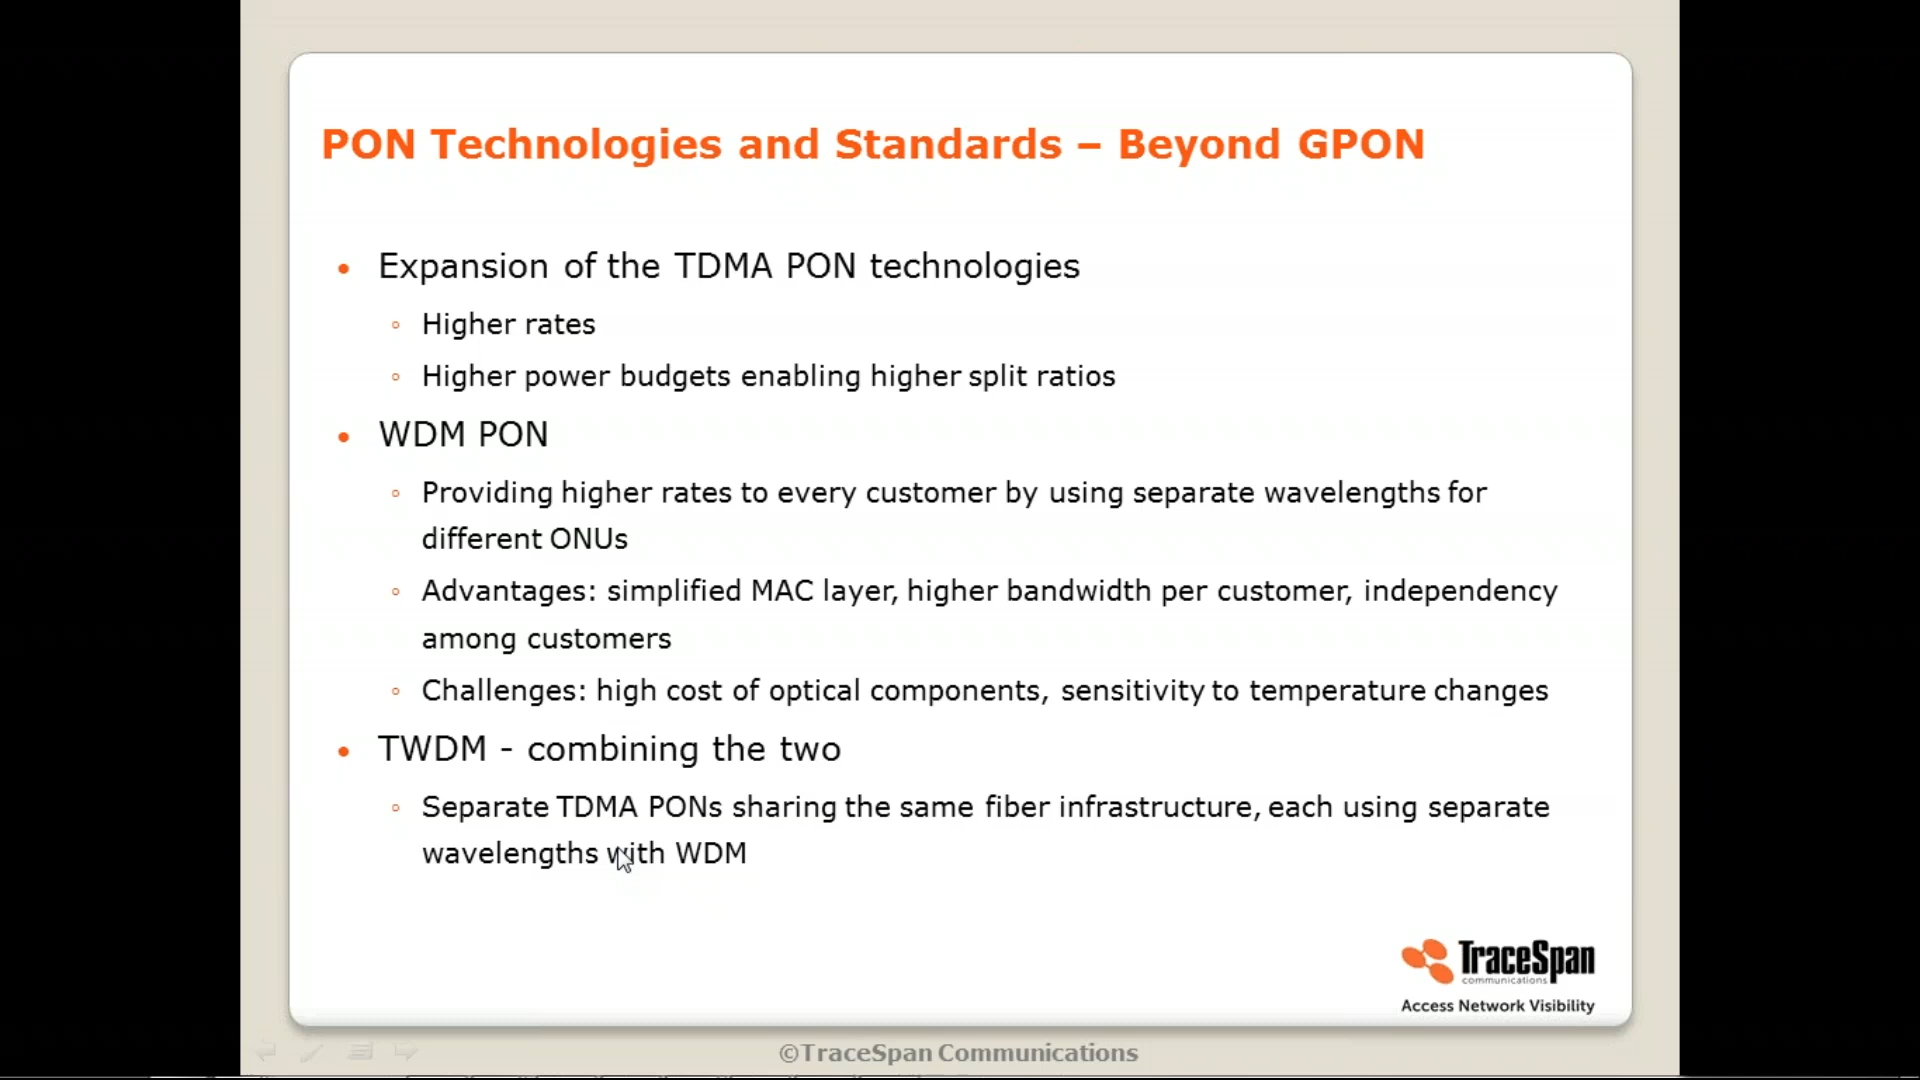 PON Technologies and Standards – Beyond GPON
Expansion of the TDMA PON technologies
Higher rates
Higher power budgets enabling higher split ratios
WDM PON
Providing higher rates to every customer by using separate wavelengths for
different ONUs
Advantages: simplified MAC layer, higher bandwidth per customer, independency
among customers
Challenges: high cost of optical components, sensitivity to temperature changes
TWDM - combining the two
Separate TDMA PONs sharing the same fiber infrastructure, each using separate
wavelengths with WDM
TraceSpan
communications
Access Network Visibility
©TraceSpan Communications